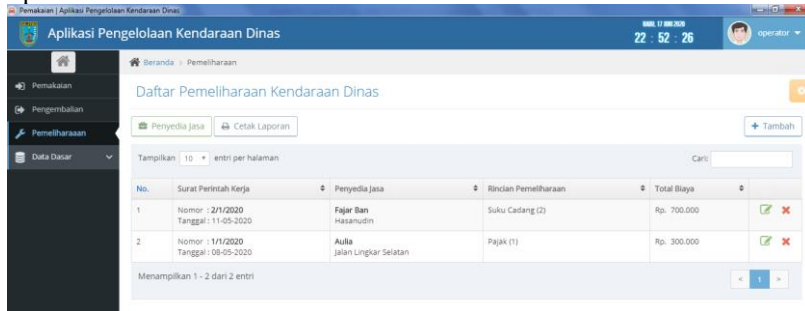 Pemakaian | Aplikasi Pengelolaan Kendaraan Dinas
Aplikasi Pengelolaan Kendaraan Dinas
22 : 52 : 26
operator
Beranda > Pemeliharaan
Pemakaian
Pengembalian
Pemeliharaaan
Data Dasar
Daftar Pemeliharaan Kendaraan Dinas
Penyedia Jasa
Cetak Laporan
+ Tambah
Tampilkan 10 entri per halaman
Cari:
No. Surat Perintah Kerja Penyedia Jasa Rincian Pemeliharaan Total Biaya
1 Nomor : 2/1/2020 Fajar Ban Suku Cadang (2) Rp. 700.000
Tanggal : 11-05-2020 Hasanudin
2 Nomor : 1/1/2020 Aulia Pajak (1) Rp. 300.000
Tanggal : 08-05-2020 Jalan Lingkar Selatan
Menampilkan 1 - 2 dari 2 entri
< 1 >